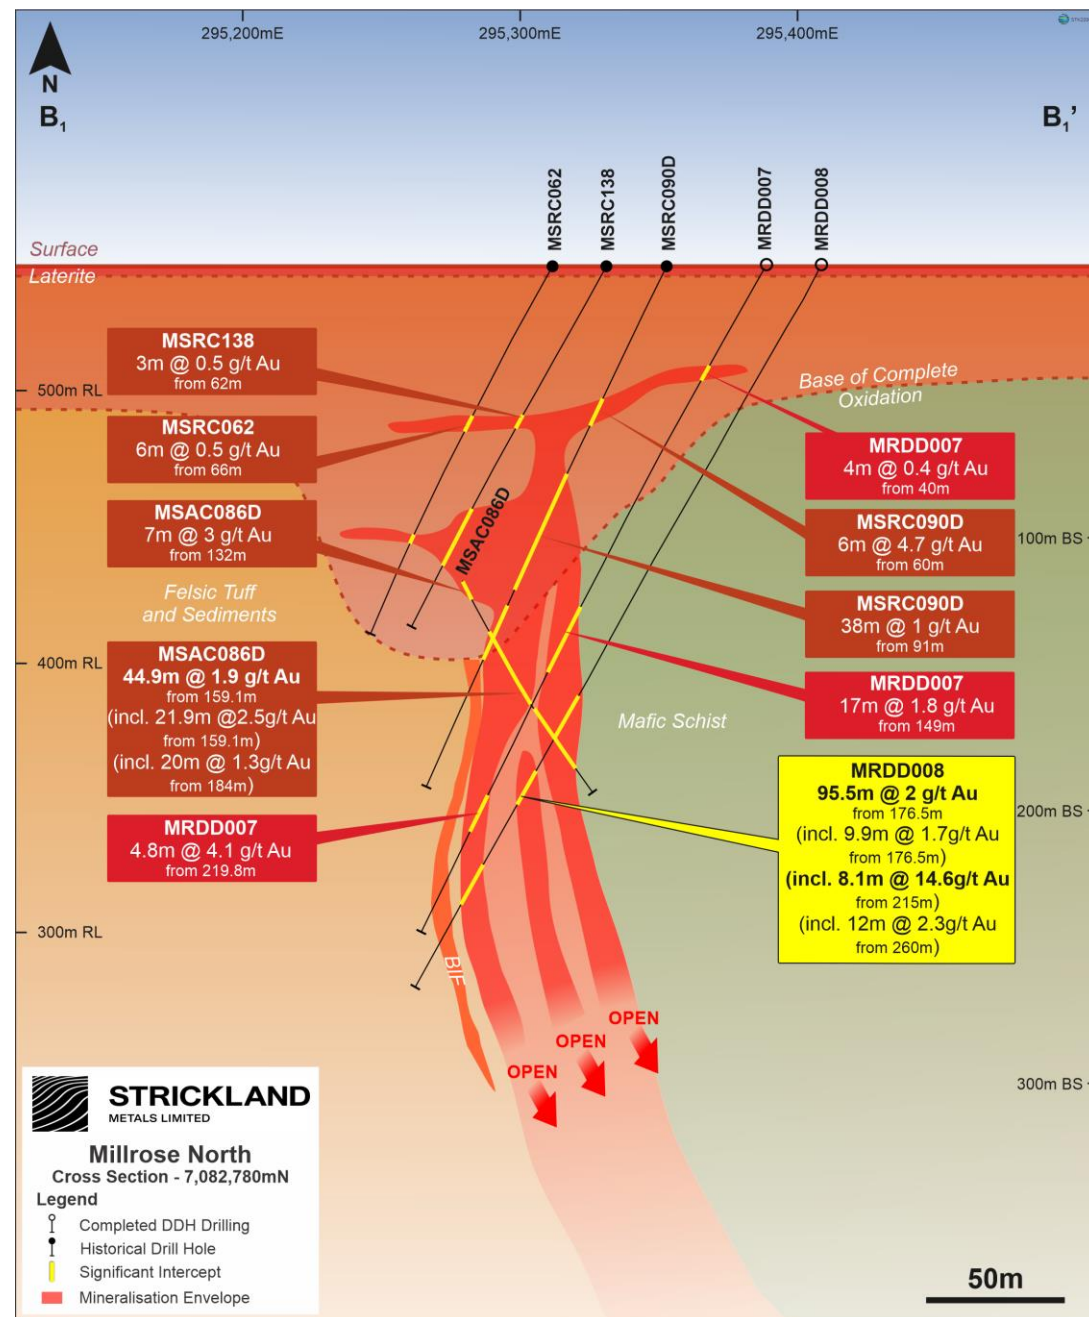 295,200mE
295,300mE
295,400mE
N
B1
B1'
MSRC062
MSRC138
MSRC090D
MRDD007
MRDD008
Surface
Laterite
MSRC138
3m @ 0.5 g/t Au
from 62m
500m RL
Base of Complete
Oxidation
MSRC062
6m @ 0.5 g/t Au
from 66m
MRDD007
4m @ 0.4 g/t Au
from 40m
MSAC086D
MSAC086D
7m @ 3 g/t Au
from 132m
MSRC090D
6m @ 4.7 g/t Au
from 60m
100m BS
Felsic Tuff
and Sediments
MSRC090D
38m @ 1 g/t Au
from 91m
400m RL
MSAC086D
44.9m @ 1.9 g/t Au
from 159.1m
(incl. 21.9m @2.5g/t Au
from 159.1m)
(incl. 20m @ 1.3g/t Au
from 184m)
MRDD007
17m @ 1.8 g/t Au
from 149m
Mafic Schist
MRDD008
95.5m @ 2 g/t Au
from 176.5m
(incl. 9.9m @ 1.7g/t Au
from 176.5m)
(incl. 8.1m @ 14.6g/t Au
from 215m)
(incl. 12m @ 2.3g/t Au
from 260m)
200m BS
MRDD007
4.8m @ 4.1 g/t Au
from 219.8m
300m RL
BIF
OPEN
OPEN
OPEN
300m BS
STRICKLAND
METALS LIMITED
Millrose North
Cross Section - 7,082,780mN
Legend
Completed DDH Drilling
Historical Drill Hole
Significant Intercept
Mineralisation Envelope
50m